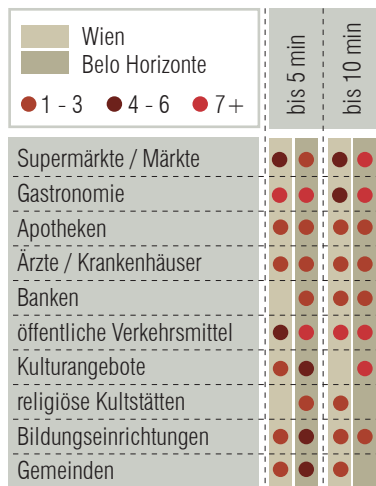 Wien
Belo Horizonte
1 - 3 4 - 6 7+
bis 5 min
bis 10 min
Supermärkte / Märkte
Gastronomie
Apotheken
Ärzte / Krankenhäuser
Banken
öffentliche Verkehrsmittel
Kulturangebote
religiöse Kultstätten
Bildungseinrichtungen
Gemeinden